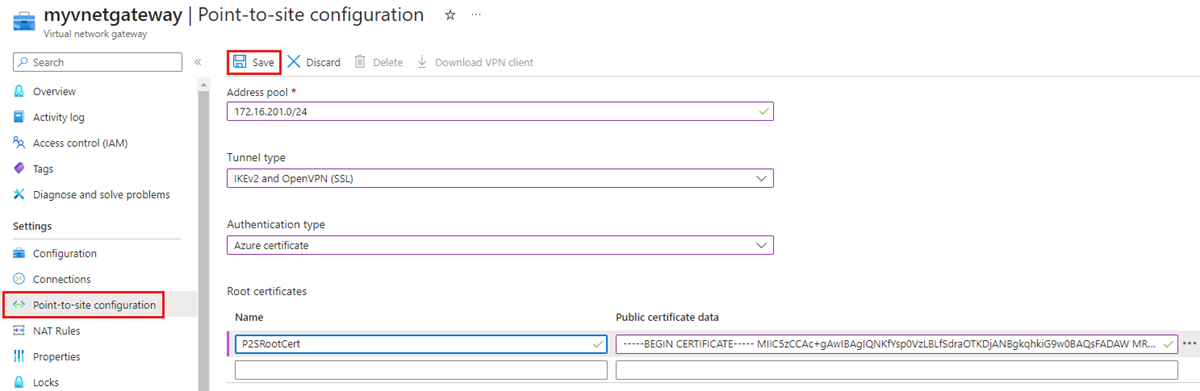 myvnetgateway | Point-to-site configuration
Virtual network gateway
Search
Overview
Activity log
Access control (IAM)
Tags
Diagnose and solve problems
Settings
Configuration
Connections
Point-to-site configuration
NAT Rules
Properties
Locks
Save Discard Delete Download VPN client
Address pool *
172.16.201.0/24
Tunnel type
IKEv2 and OpenVPN (SSL)
Authentication type
Azure certificate
Root certificates
Name Public certificate data
P2SRootCert -----BEGIN CERTIFICATE----- MIIC5zCCAc+gAwIBAgIQNKfYsp0VzLBLfSdraOTKDjANBgkqhkiG9w0BAQsFADAW MR...